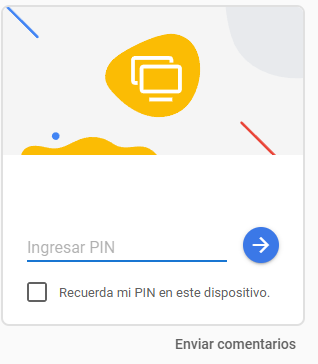 Ingresar PIN
Recuerda mi PIN en este dispositivo.
Enviar comentarios